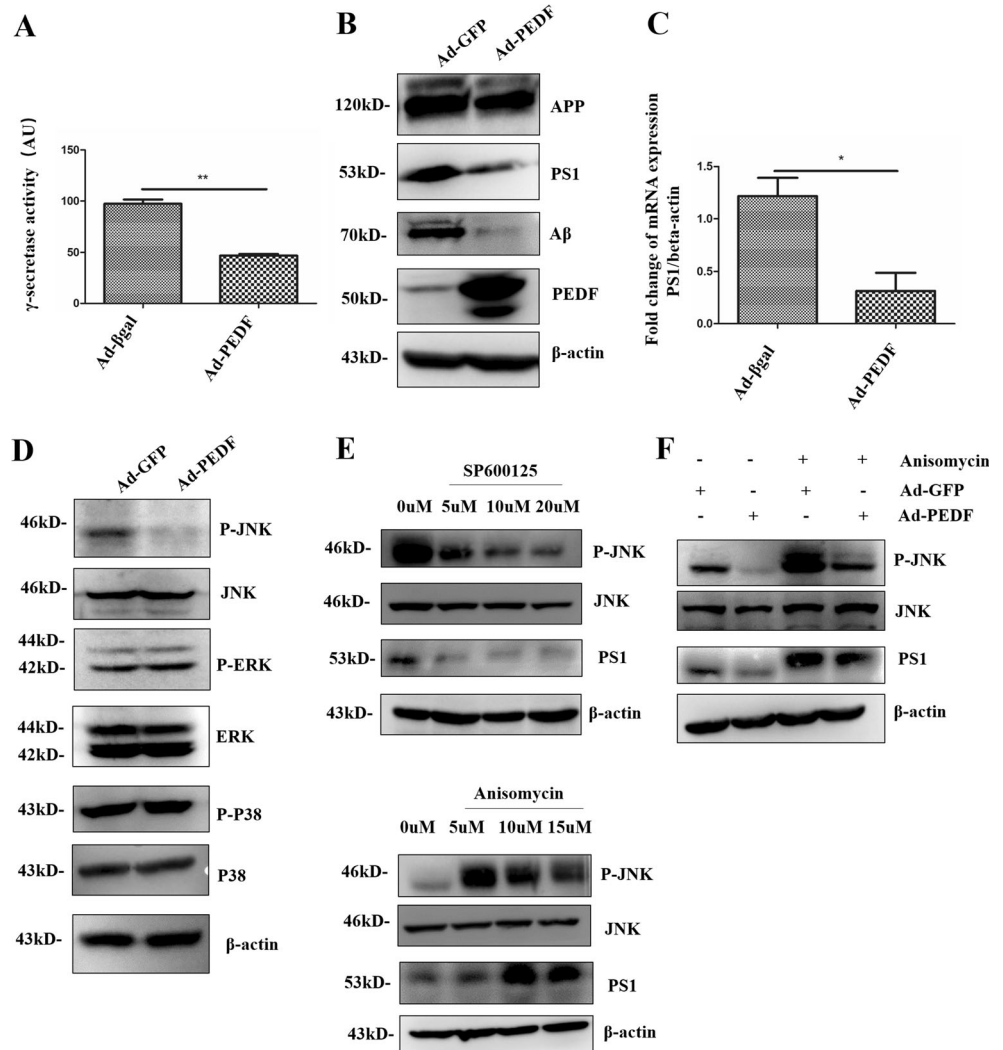 A
γ-secretase activity (AU)
150
100
50
0
**
Ad-βgal
Ad-PEDF
B
Ad-GFP
Ad-PEDF
120kD- APP
53kD- PS1
70kD- Aβ
50kD- PEDF
43kD- β-actin
C
Fold change of mRNA expression
PS1/beta-actin
1.5
1.0
0.5
0.0
*
Ad-βgal
Ad-PEDF
D
Ad-GFP
Ad-PEDF
46kD- P-JNK
46kD- JNK
44kD-
42kD- P-ERK
44kD- ERK
42kD-
43kD- P-P38
43kD- P38
43kD- β-actin
E
SP600125
0uM 5uM 10uM 20uM
46kD- P-JNK
46kD- JNK
53kD- PS1
43kD- β-actin
Anisomycin
0uM 5uM 10uM 15uM
46kD- P-JNK
46kD- JNK
53kD- PS1
43kD- β-actin
F
- - + + Anisomycin
+ - + - Ad-GFP
- + - + Ad-PEDF
P-JNK
JNK
PS1
β-actin